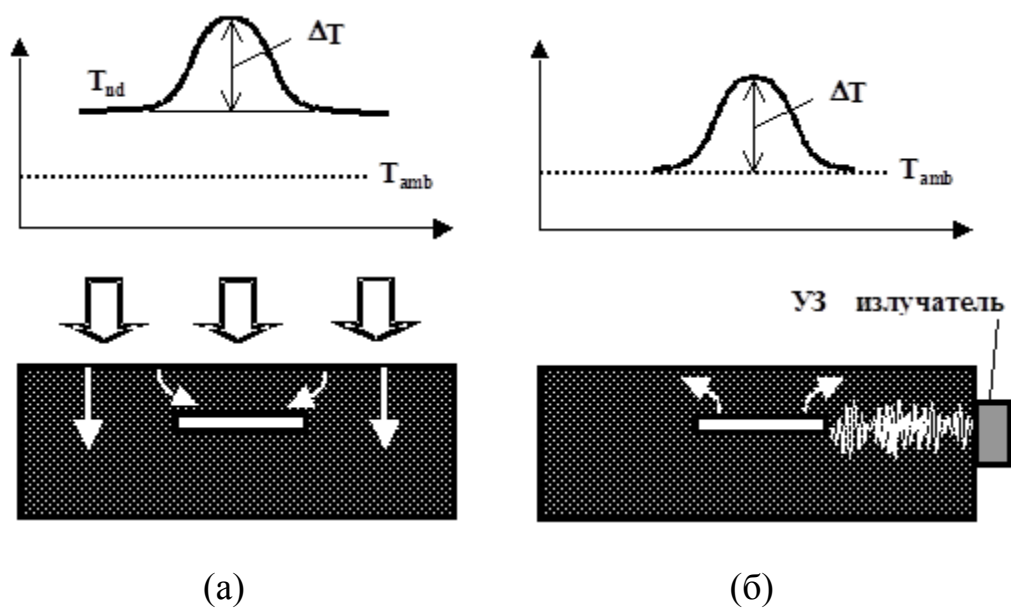 ΔT
T_nd
T_amb
ΔT
T_amb
УЗ излучатель
(а)
(б)